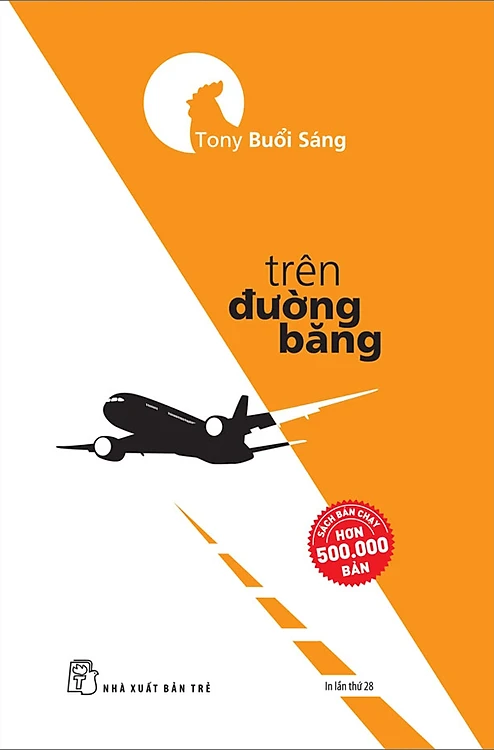 Tony Buổi Sáng
trên
đường
băng
SÁCH BÁN CHẠY
HƠN
500.000
BẢN
NHÀ XUẤT BẢN TRẺ
In lần thứ 28